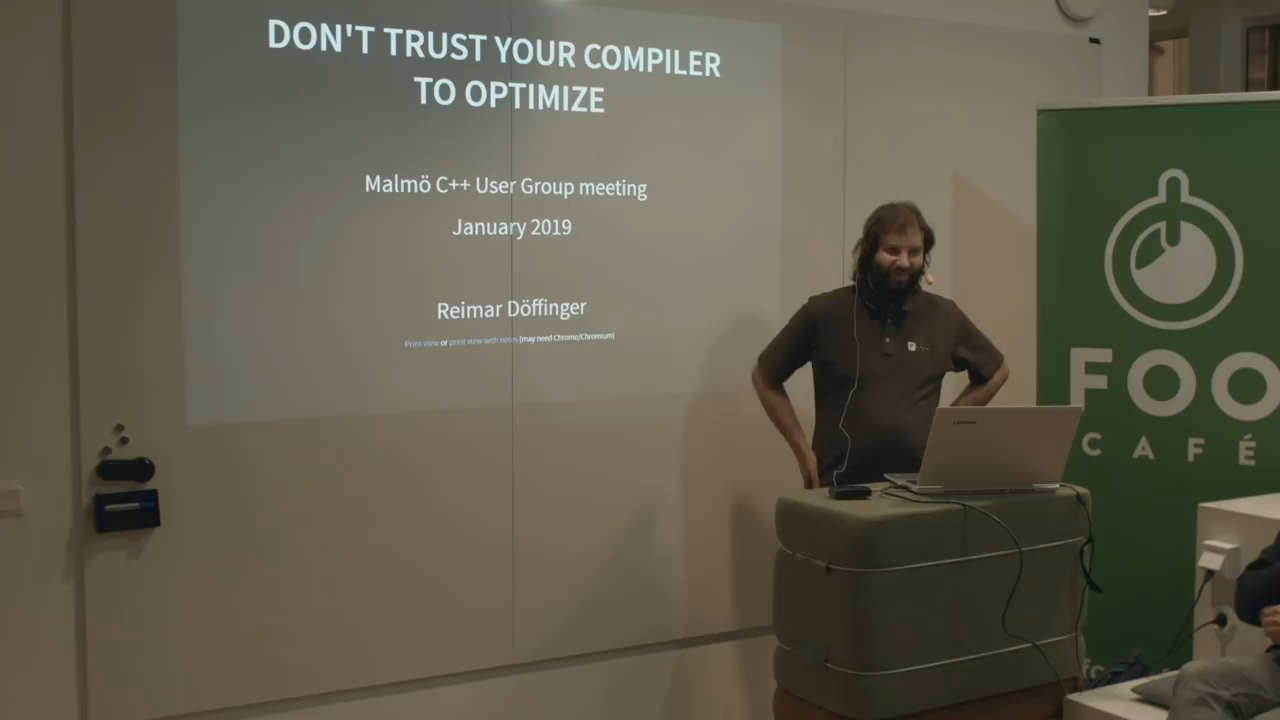 DON'T TRUST YOUR COMPILER
TO OPTIMIZE
Malmö C++ User Group meeting
January 2019
Reimar Döffinger
Print view or print view with notes (may need Chrome/Chromium)
Lenovo
FOO
CAFÉ